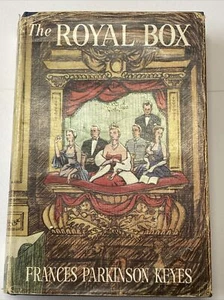 The ROYAL BOX
FRANCES PARKINSON KEYES